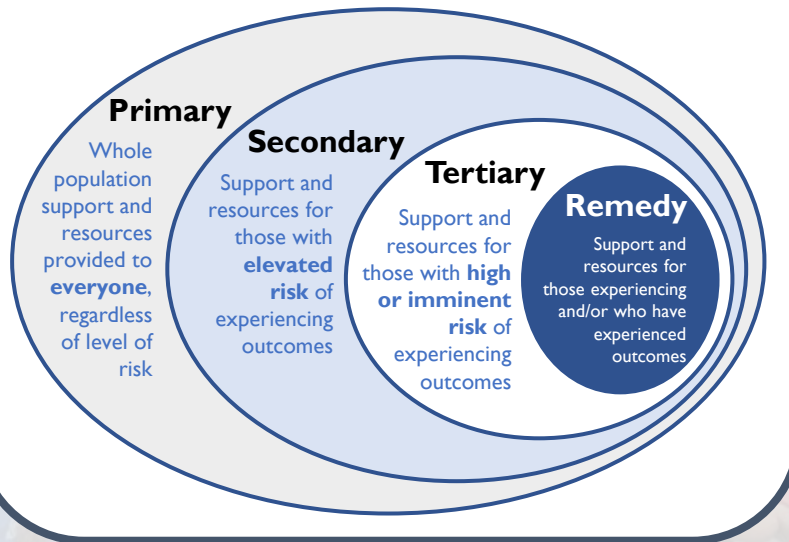 Primary
Whole
population
support and
resources
provided to
everyone,
regardless
of level of
risk
Secondary
Support and
resources for
those with
elevated
risk of
experiencing
outcomes
Tertiary
Support and
resources for
those with high
or imminent
risk of
experiencing
outcomes
Remedy
Support and
resources for
those experiencing
and/or who have
experienced
outcomes